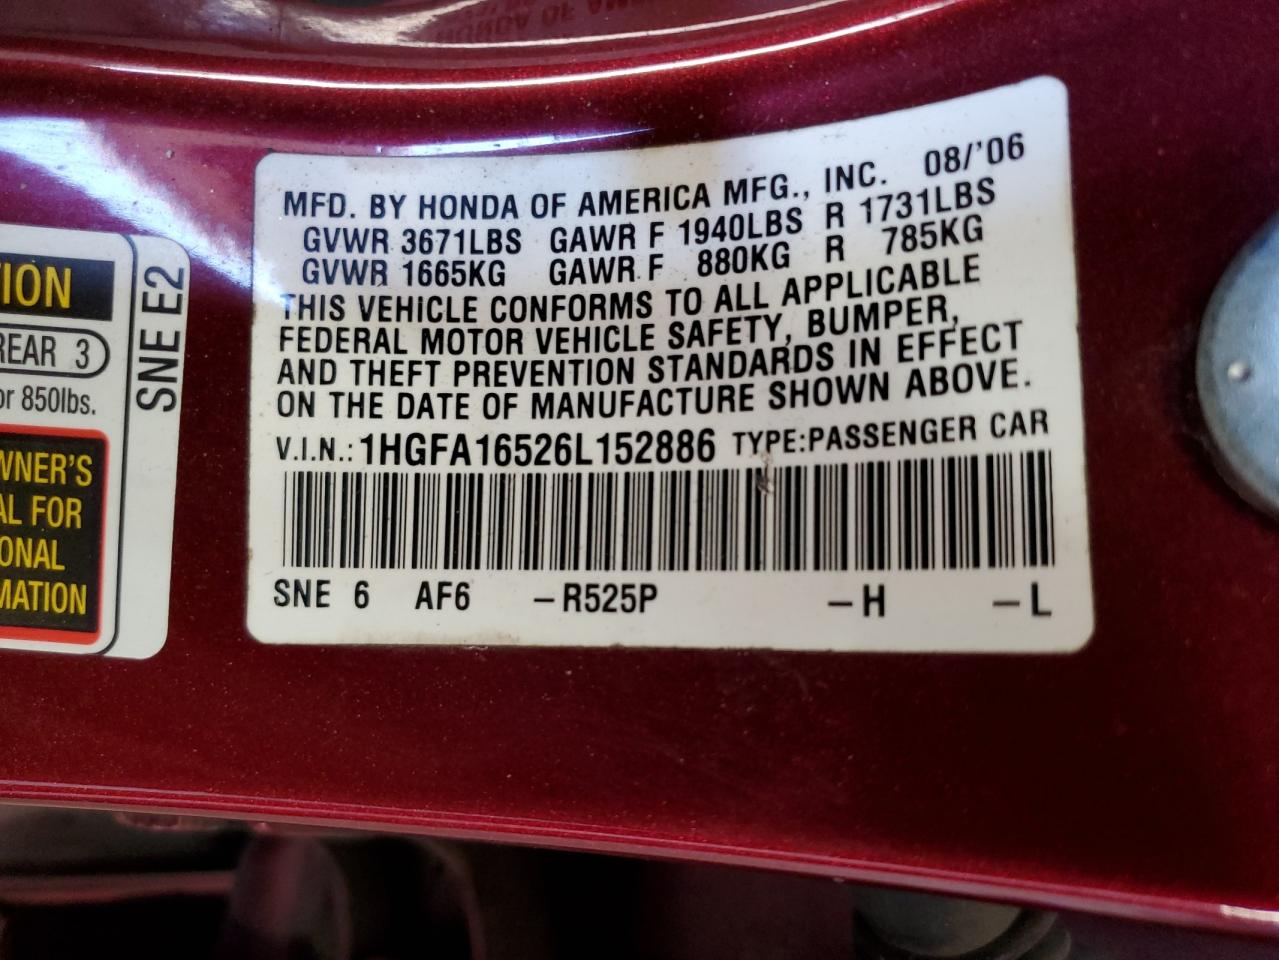 MFD. BY HONDA OF AMERICA MFG., INC. 08/'06
GVWR 3671LBS GAWR F 1940LBS R 1731LBS
GVWR 1665KG GAWR F 880KG R 785KG
THIS VEHICLE CONFORMS TO ALL APPLICABLE
FEDERAL MOTOR VEHICLE SAFETY, BUMPER,
AND THEFT PREVENTION STANDARDS IN EFFECT
ON THE DATE OF MANUFACTURE SHOWN ABOVE.
V.I.N.: 1HGFA16526L152886 TYPE:PASSENGER CAR
SNE 6 AF6 –R525P –H –L
TION
REAR 3
or 850lbs.
WNER'S
AL FOR
ONAL
MATION
SNE E2